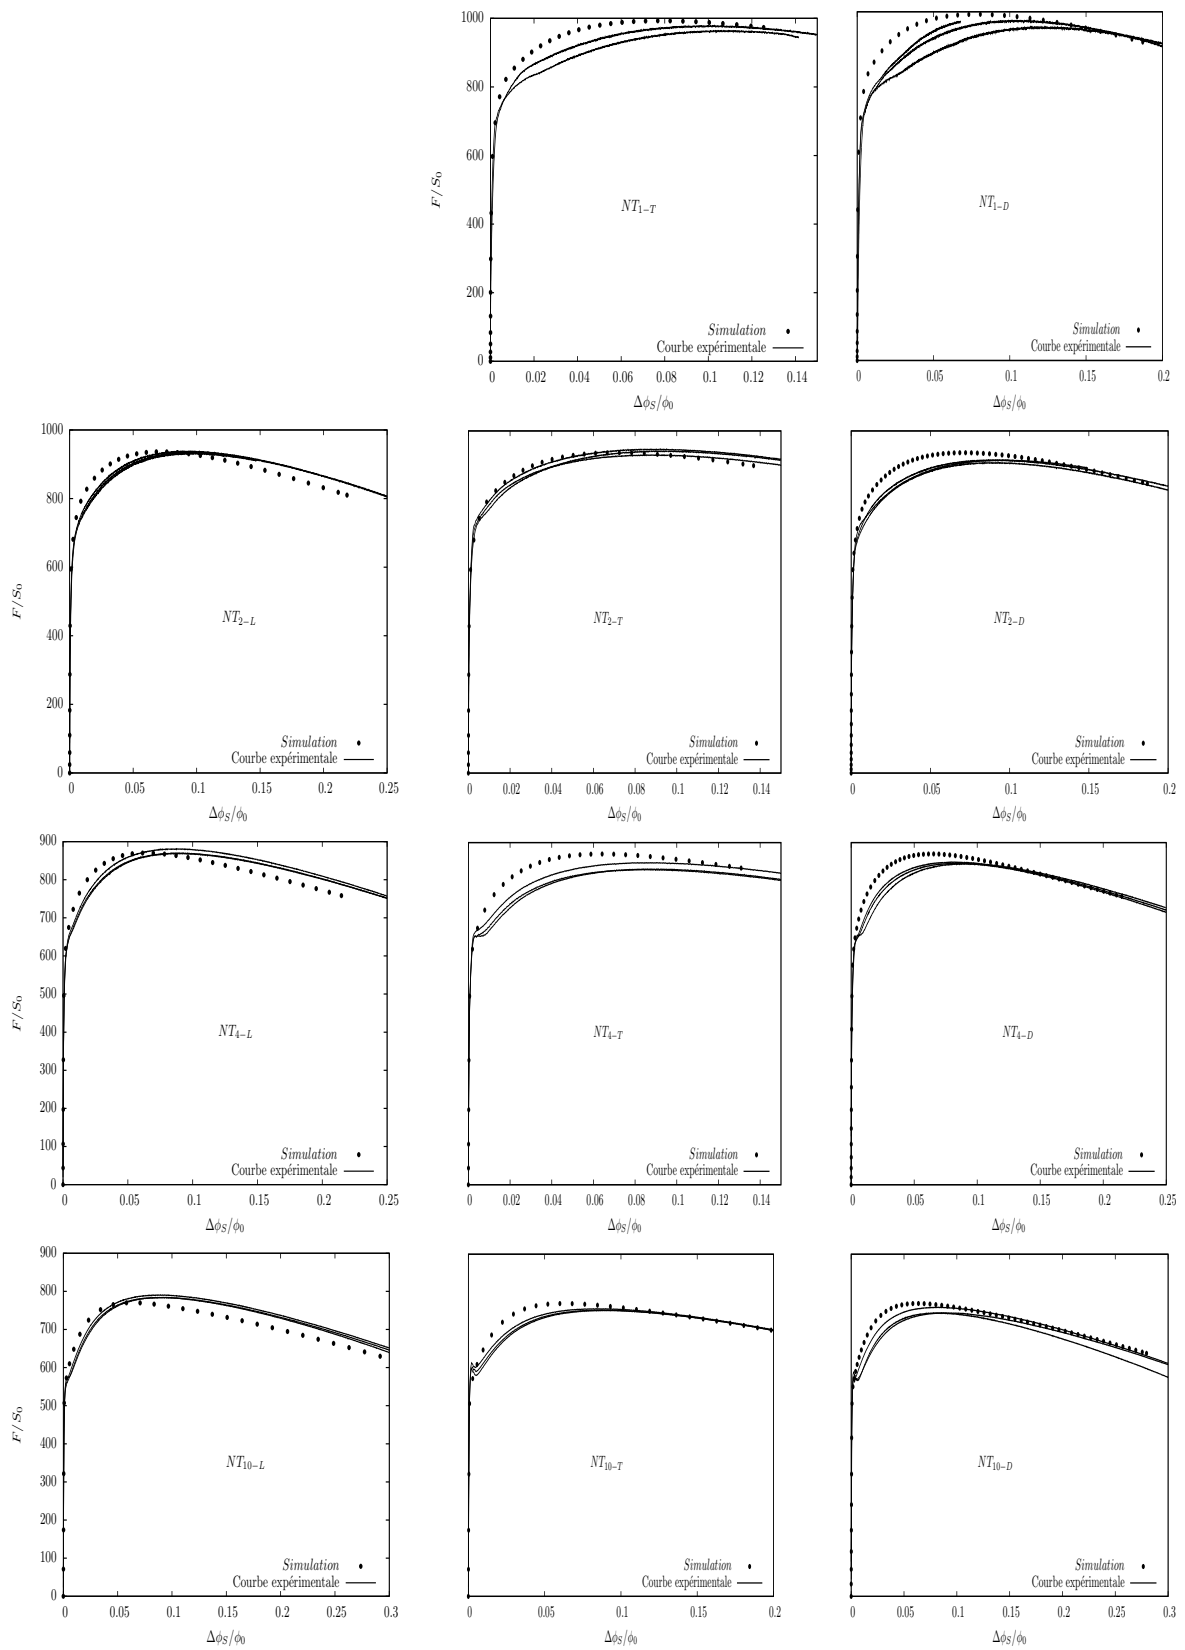 1000
800
600
400
200
0
F/S₀
NT₁₋T
Simulation
Courbe expérimentale
0 0.02 0.04 0.06 0.08 0.1 0.12 0.14
Δϕ_S/ϕ₀
NT₁₋D
Simulation
Courbe expérimentale
0.05 0.1 0.15 0.2
Δϕ_S/ϕ₀
1000
800
600
400
200
0
F/S₀
NT₂₋L
Simulation
Courbe expérimentale
0 0.05 0.1 0.15 0.2 0.25
Δϕ_S/ϕ₀
NT₂₋T
Simulation
Courbe expérimentale
0 0.02 0.04 0.06 0.08 0.1 0.12 0.14
Δϕ_S/ϕ₀
NT₂₋D
Simulation
Courbe expérimentale
0 0.05 0.1 0.15 0.2
Δϕ_S/ϕ₀
900
800
700
600
500
400
300
200
100
0
F/S₀
NT₄₋L
Simulation
Courbe expérimentale
0 0.05 0.1 0.15 0.2 0.25
Δϕ_S/ϕ₀
NT₄₋T
Simulation
Courbe expérimentale
0 0.02 0.04 0.06 0.08 0.1 0.12 0.14
Δϕ_S/ϕ₀
NT₄₋D
Simulation
Courbe expérimentale
0 0.05 0.1 0.15 0.2 0.25
Δϕ_S/ϕ₀
900
800
700
600
500
400
300
200
100
0
F/S₀
NT₁₀₋L
Simulation
Courbe expérimentale
0 0.05 0.1 0.15 0.2 0.25 0.3
Δϕ_S/ϕ₀
NT₁₀₋T
Simulation
Courbe expérimentale
0 0.05 0.1 0.15 0.2
Δϕ_S/ϕ₀
NT₁₀₋D
Simulation
Courbe expérimentale
0 0.05 0.1 0.15 0.2 0.25 0.3
Δϕ_S/ϕ₀